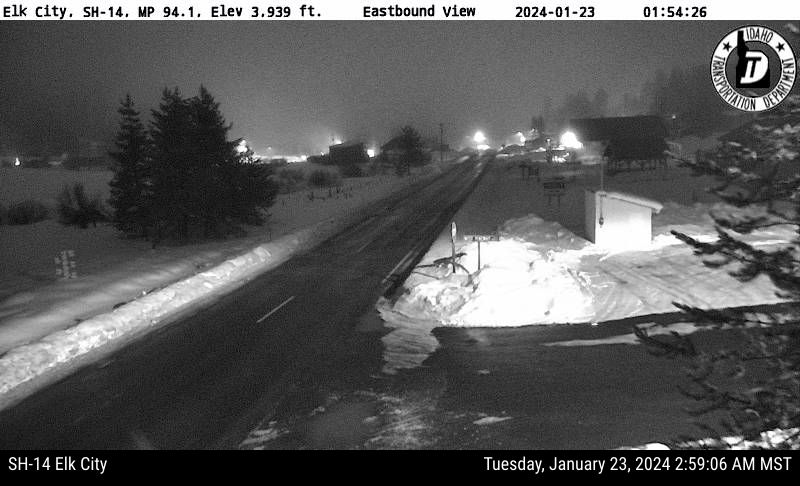 Elk City, SH-14, MP 94.1, Elev 3,939 ft. Eastbound View 2024-01-23 01:54:26
IDAHO
TRANSPORTATION DEPARTMENT
SH-14 Elk City Tuesday, January 23, 2024 2:59:06 AM MST